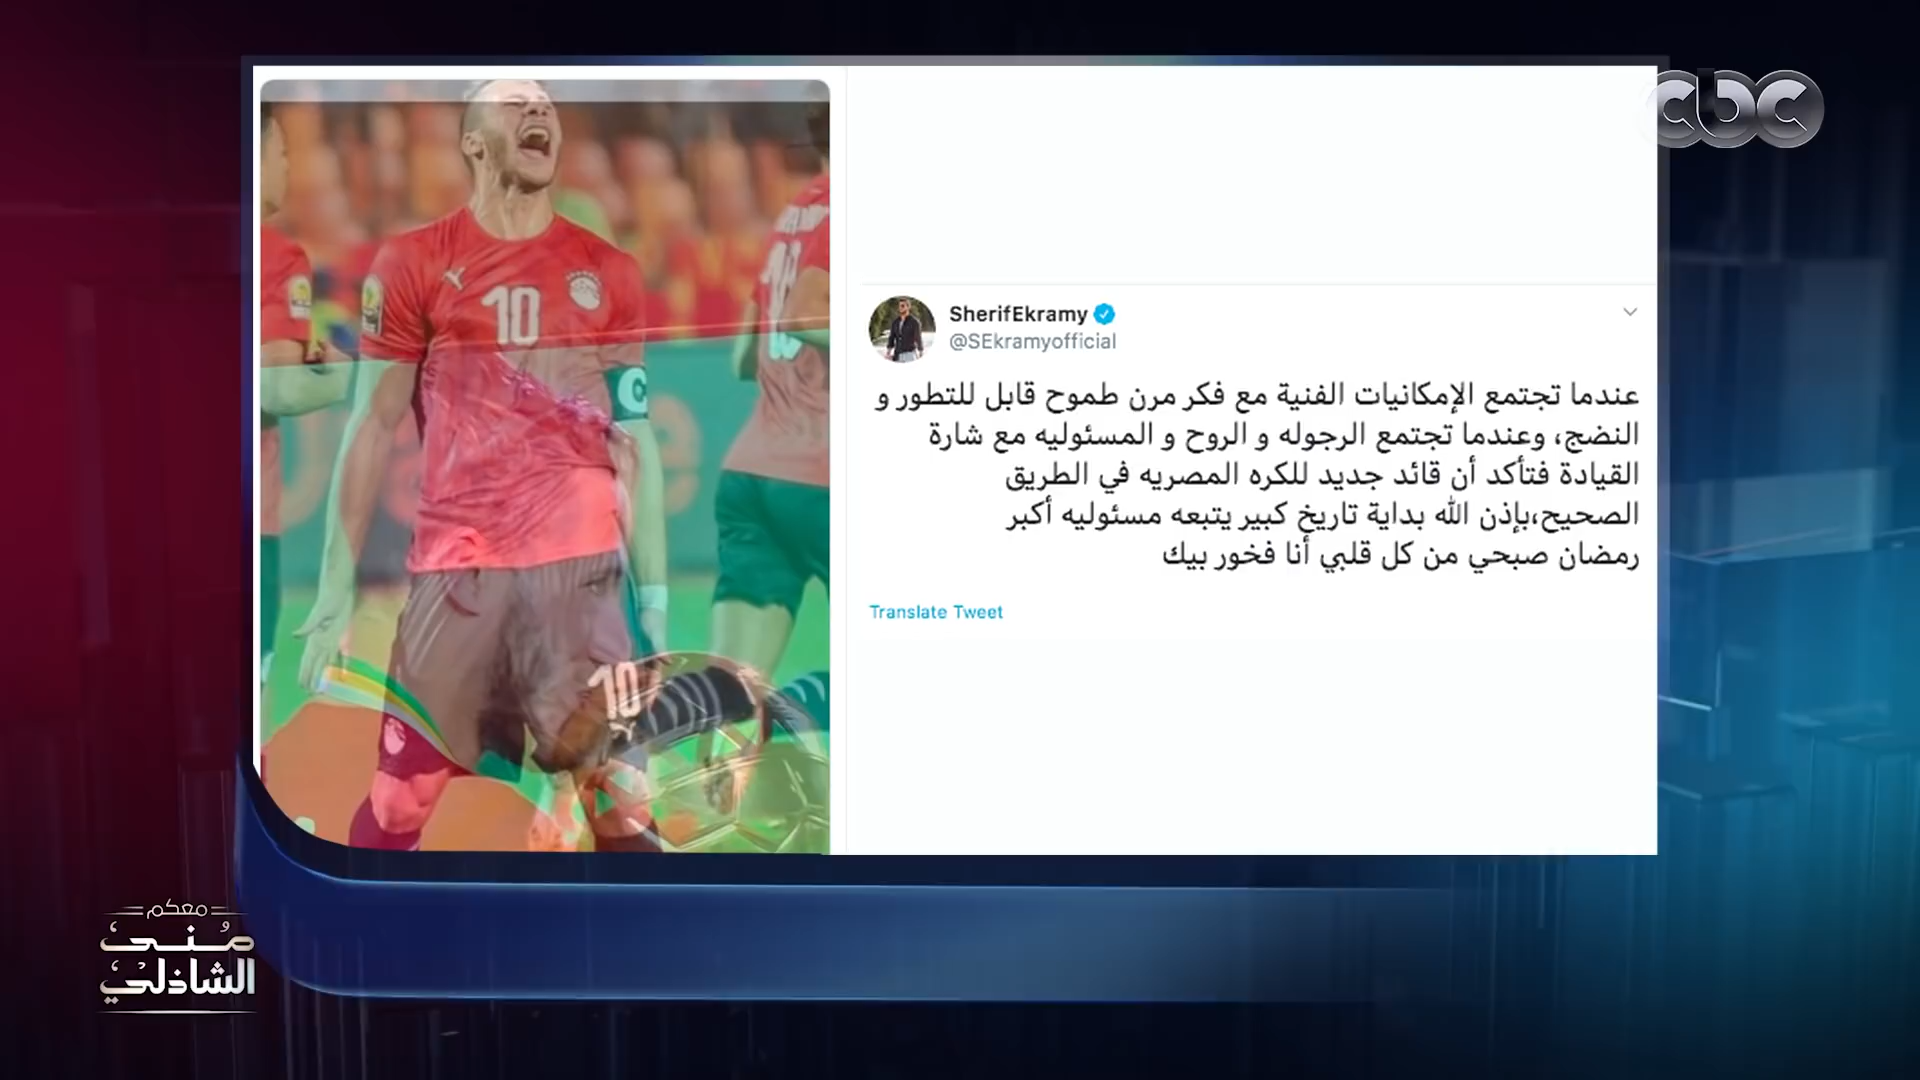 cbc
10
C
10
SherifEkramy
@SEkramyofficial
عندما تجتمع الإمكانيات الفنية مع فكر مرن طموح قابل للتطور و
النضج، وعندما تجتمع الرجوله و الروح و المسئوليه مع شارة
القيادة فتأكد أن قائد جديد للكره المصريه في الطريق
الصحيح،بإذن الله بداية تاريخ كبير يتبعه مسئوليه أكبر
رمضان صبحي من كل قلبي أنا فخور بيك
Translate Tweet
معكم
منى
الشاذلي